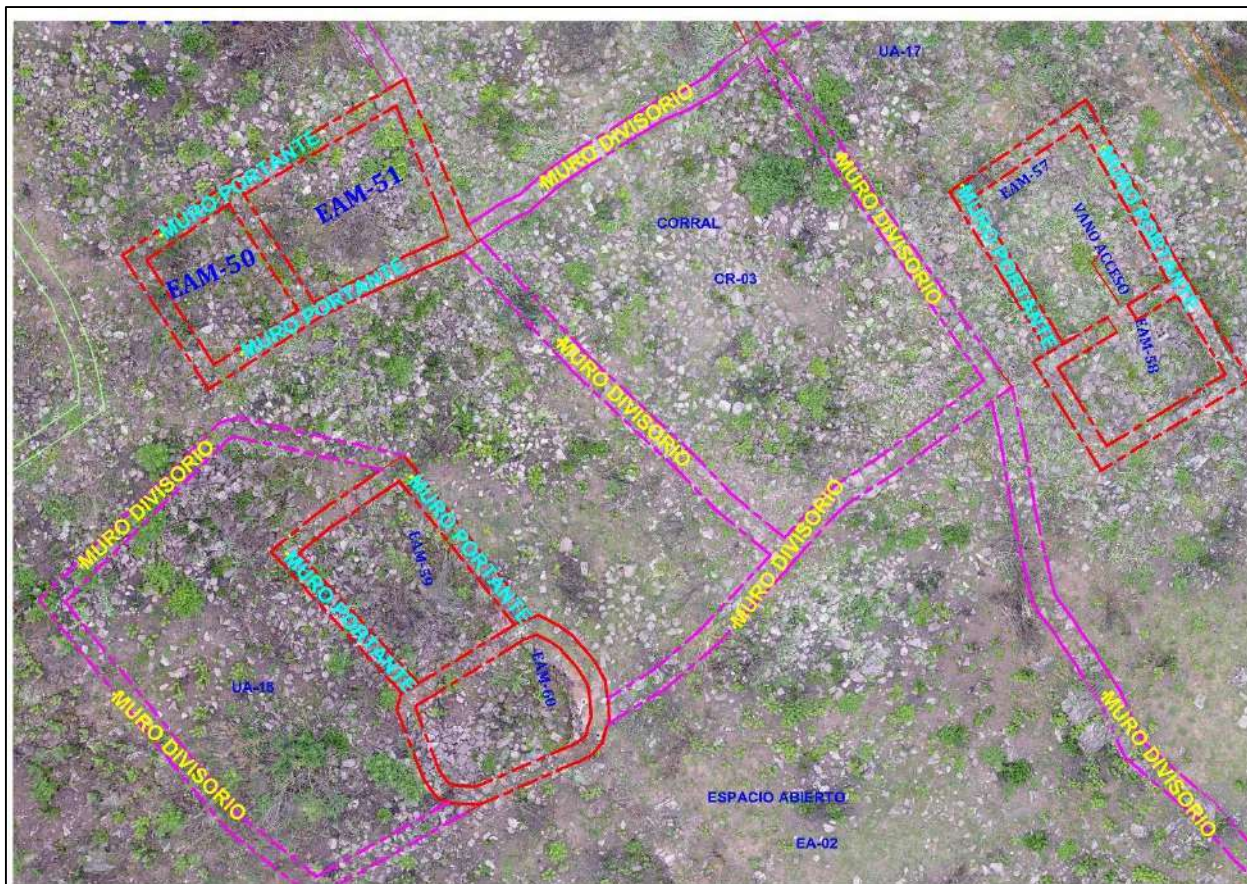 UA-17
MURO DIVISORIO
MURO PORTANTE
EAM-51
EAM-50
MURO PORTANTE
CORRAL
CR-03
MURO DIVISORIO
EAM-57
MURO PORTANTE
VANO ACCESO
MURO PORTANTE
EAM-58
MURO DIVISORIO
MURO DIVISORIO
MURO DIVISORIO
MURO PORTANTE
EAM-59
MURO PORTANTE
EAM-60
MURO DIVISORIO
MURO DIVISORIO
MURO DIVISORIO
ESPACIO ABIERTO
EA-02